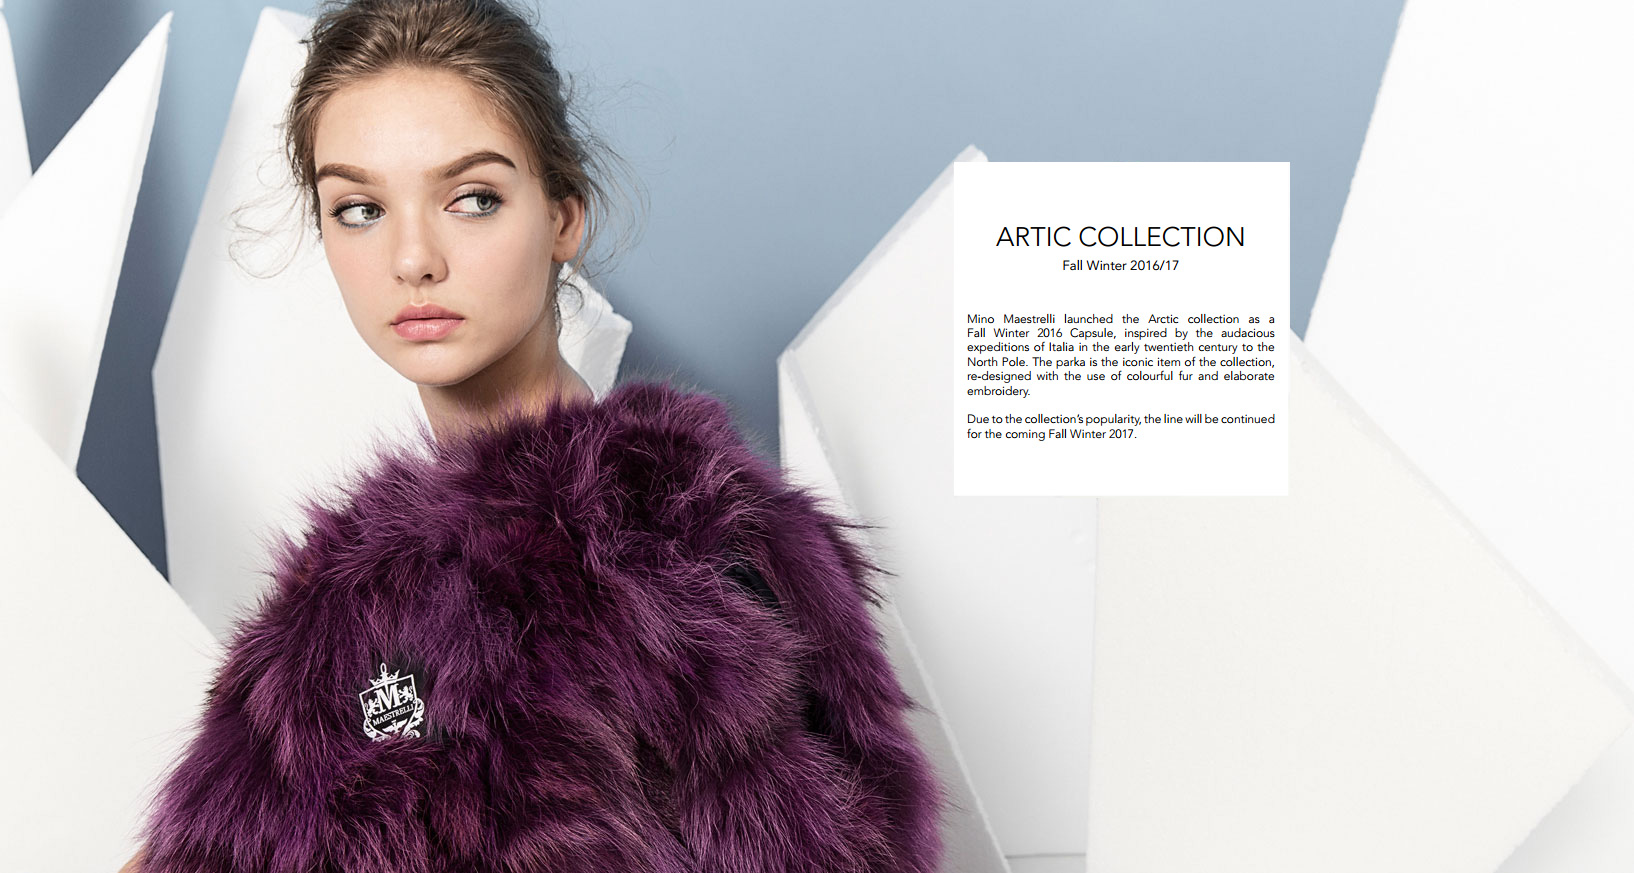 ARTIC COLLECTION
Fall Winter 2016/17
Mino Maestrelli launched the Arctic collection as a
Fall Winter 2016 Capsule, inspired by the audacious
expeditions of Italia in the early twentieth century to the
North Pole. The parka is the iconic item of the collection,
re-designed with the use of colourful fur and elaborate
embroidery.
Due to the collection's popularity, the line will be continued
for the coming Fall Winter 2017.
M
MAESTRELLI